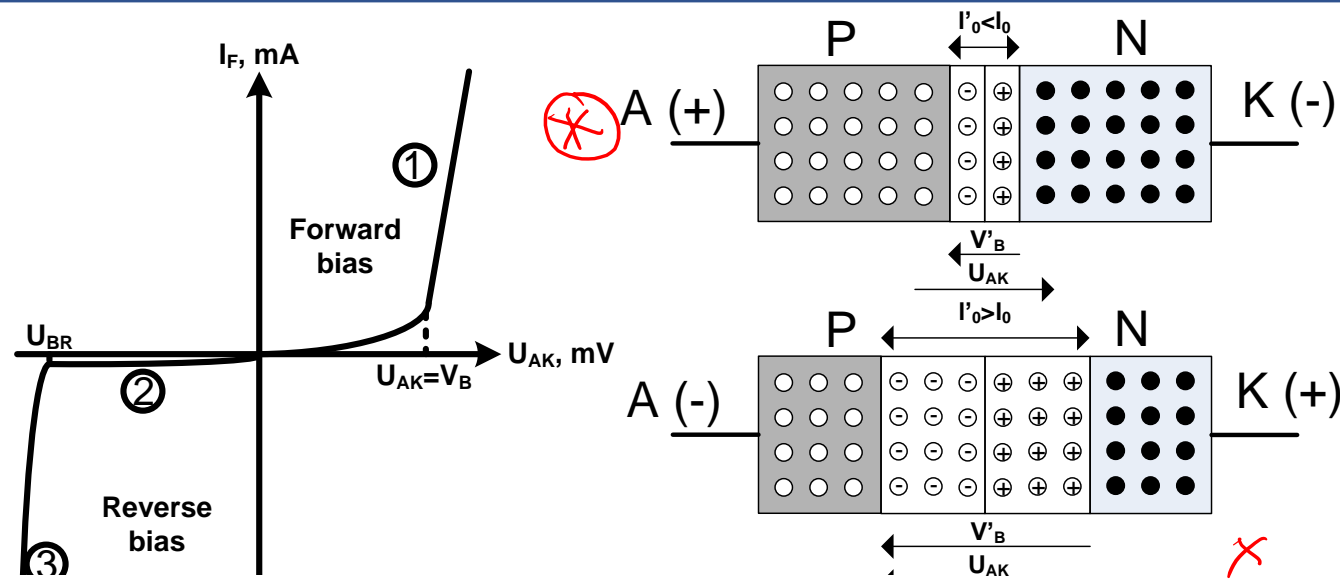 I_F, mA
①
Forward
bias
U_BR
U_AK, mV
U_AK=V_B
②
Reverse
bias
③
I'_0<I_0
P
N
A (+)
K (-)
V'_B
U_AK
I'_0>I_0
P
N
A (-)
K (+)
V'_B
U_AK